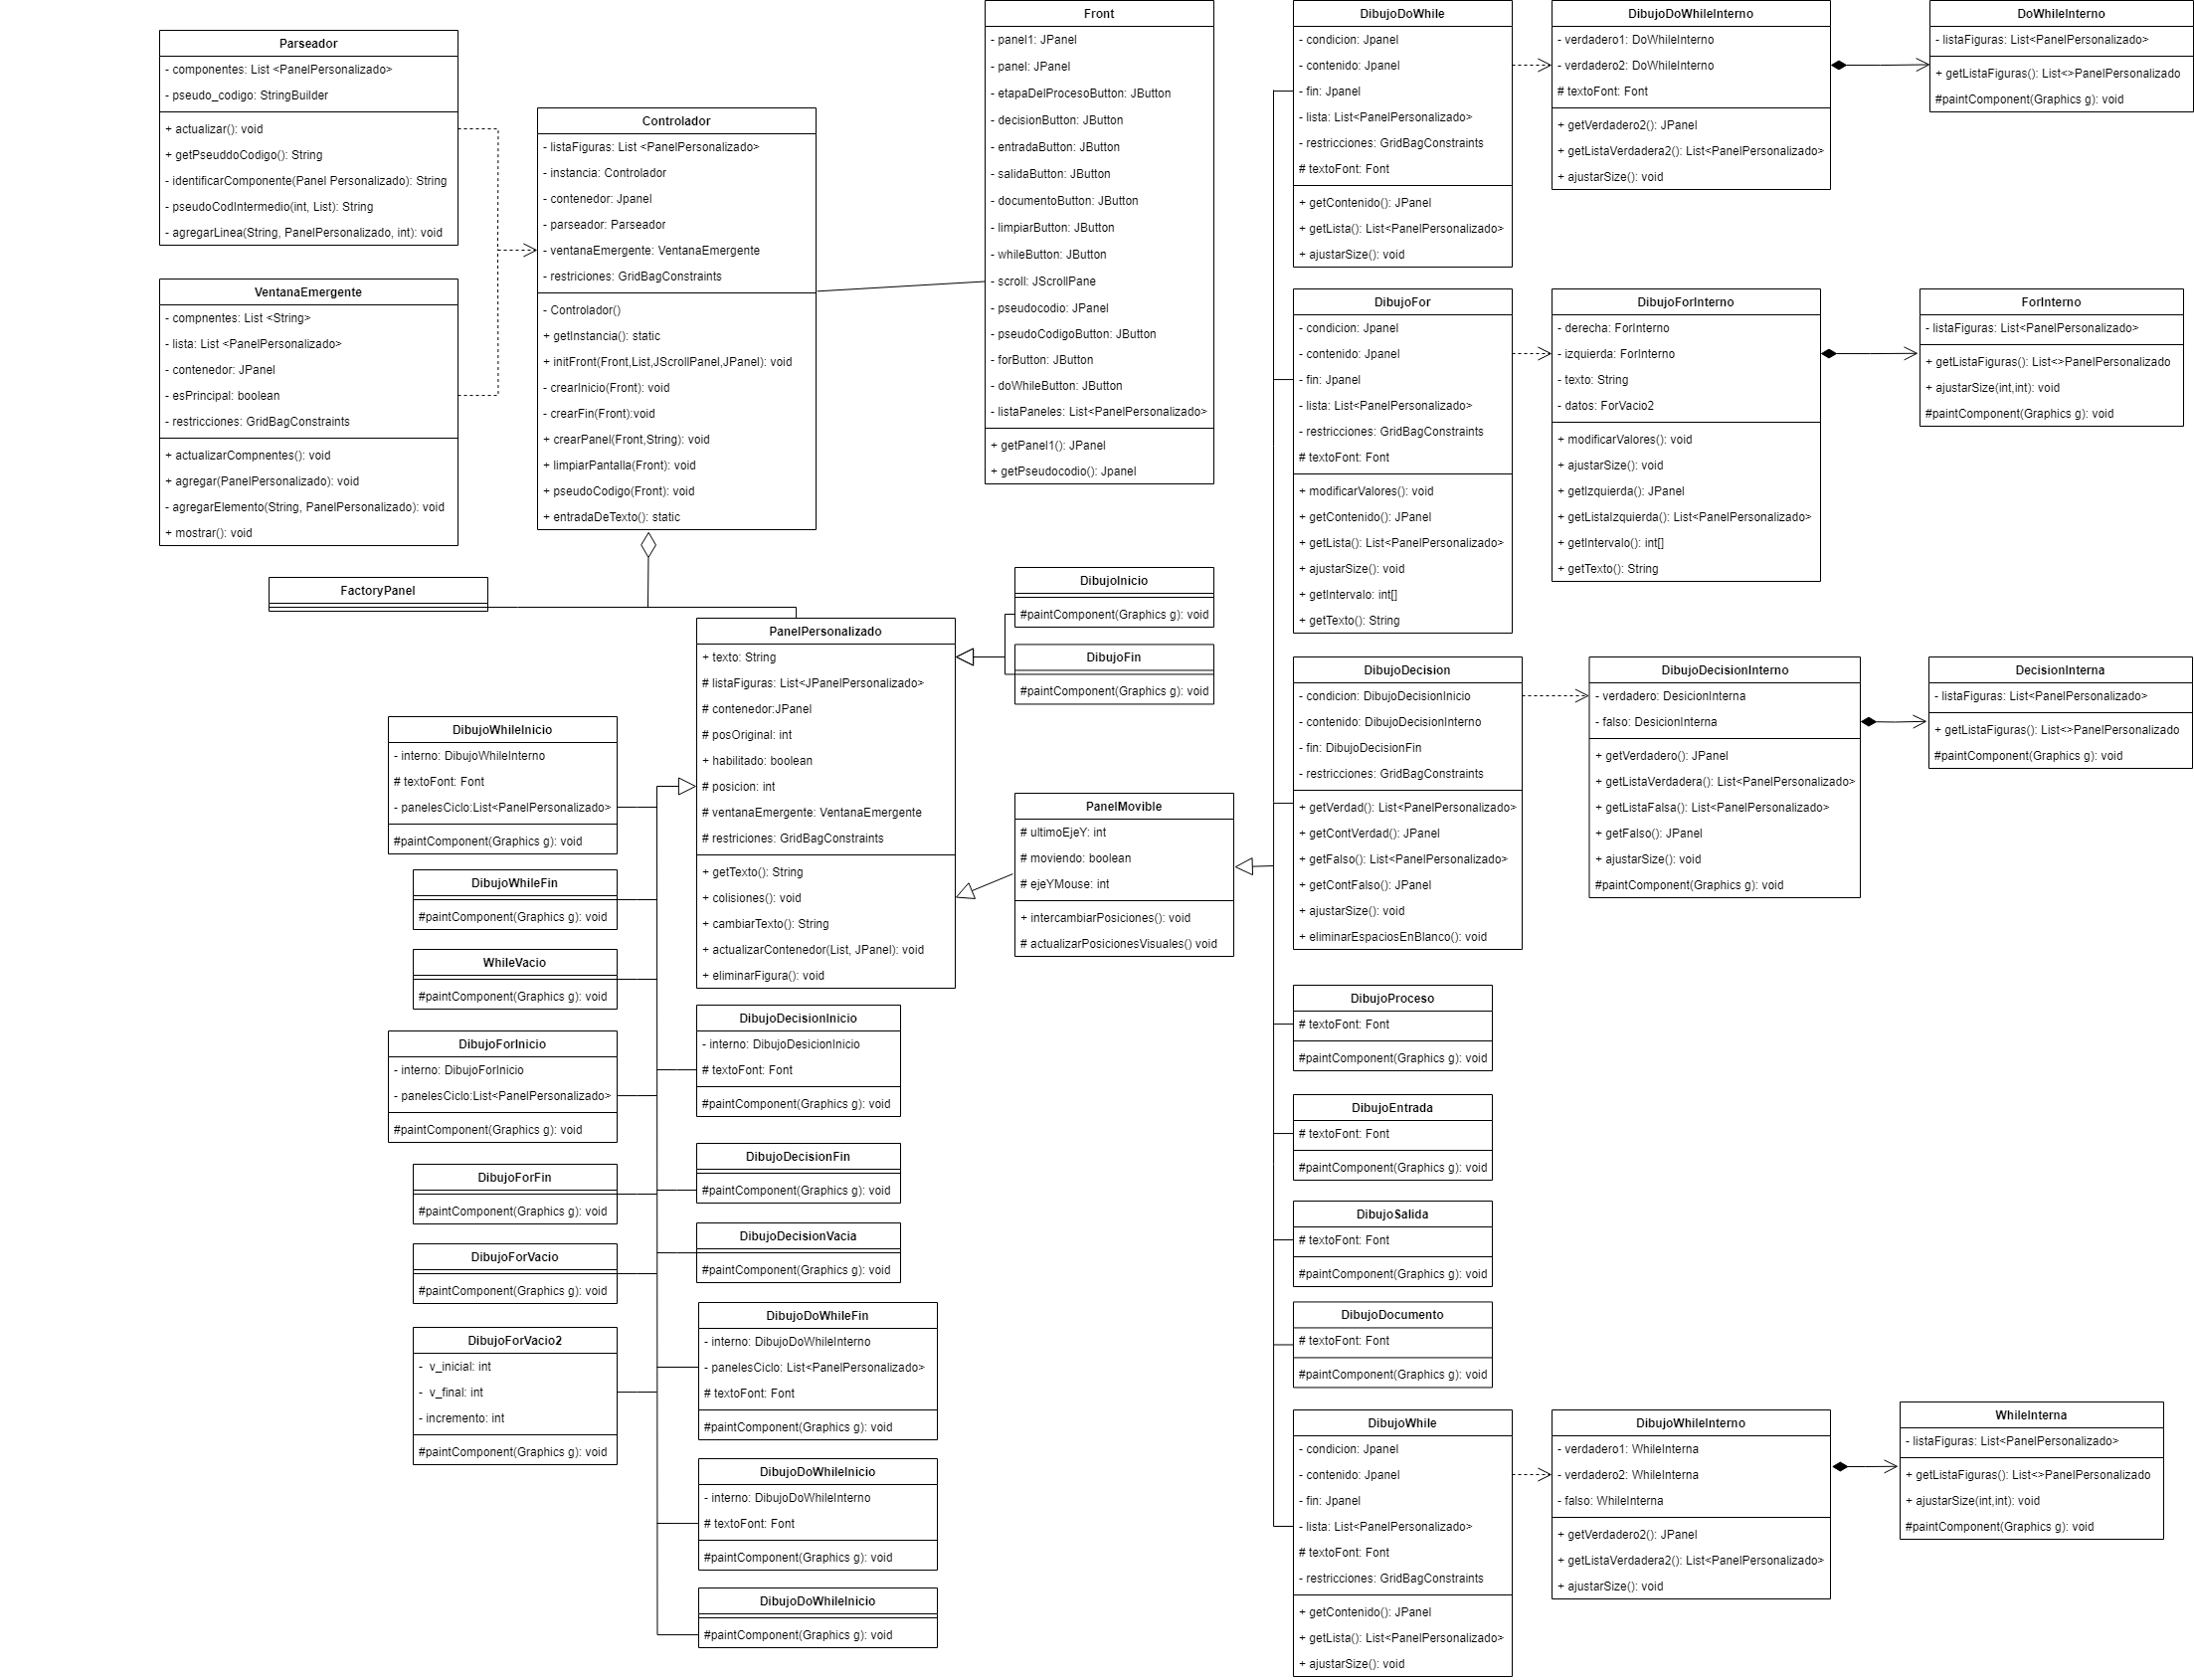 Parseador
- componentes: List <PanelPersonalizado>
- pseudo_codigo: StringBuilder
+ actualizar(): void
+ getPseuddoCodigo(): String
- identificarComponente(Panel Personalizado): String
- pseudoCodIntermedio(int, List): String
- agregarLinea(String, PanelPersonalizado, int): void
VentanaEmergente
- compnentes: List <String>
- lista: List <PanelPersonalizado>
- contenedor: JPanel
- esPrincipal: boolean
- restricciones: GridBagConstraints
+ actualizarCompnentes(): void
+ agregar(PanelPersonalizado): void
- agregarElemento(String, PanelPersonalizado): void
+ mostrar(): void
Controlador
- listaFiguras: List <PanelPersonalizado>
- instancia: Controlador
- contenedor: Jpanel
- parseador: Parseador
- ventanaEmergente: VentanaEmergente
- restriciones: GridBagConstraints
- Controlador()
+ getInstancia(): static
+ initFront(Front,List,JScrollPanel,JPanel): void
- crearInicio(Front): void
- crearFin(Front):void
+ crearPanel(Front,String): void
+ limpiarPantalla(Front): void
+ pseudoCodigo(Front): void
+ entradaDeTexto(): static
Front
- panel1: JPanel
- panel: JPanel
- etapaDelProcesoButton: JButton
- decisionButton: JButton
- entradaButton: JButton
- salidaButton: JButton
- documentoButton: JButton
- limpiarButton: JButton
- whileButton: JButton
- scroll: JScrollPane
- pseudocodio: JPanel
- pseudoCodigoButton: JButton
- forButton: JButton
- doWhileButton: JButton
- listaPaneles: List<PanelPersonalizado>
+ getPanel1(): JPanel
+ getPseudocodio(): Jpanel
FactoryPanel
PanelPersonalizado
+ texto: String
# listaFiguras: List<JPanelPersonalizado>
# contenedor:JPanel
# posOriginal: int
+ habilitado: boolean
# posicion: int
# ventanaEmergente: VentanaEmergente
# restriciones: GridBagConstraints
+ getTexto(): String
+ colisiones(): void
+ cambiarTexto(): String
+ actualizarContenedor(List, JPanel): void
+ eliminarFigura(): void
DibujoInicio
#paintComponent(Graphics g): void
DibujoFin
#paintComponent(Graphics g): void
PanelMovible
# ultimoEjeY: int
# moviendo: boolean
# ejeYMouse: int
+ intercambiarPosiciones(): void
# actualizarPosicionesVisuales() void
DibujoWhileInicio
- interno: DibujoWhileInterno
# textoFont: Font
- panelesCiclo:List<PanelPersonalizado>
#paintComponent(Graphics g): void
DibujoWhileFin
#paintComponent(Graphics g): void
WhileVacio
#paintComponent(Graphics g): void
DibujoForInicio
- interno: DibujoForInicio
- panelesCiclo:List<PanelPersonalizado>
#paintComponent(Graphics g): void
DibujoForFin
#paintComponent(Graphics g): void
DibujoForVacio
#paintComponent(Graphics g): void
DibujoForVacio2
- v_inicial: int
- v_final: int
- incremento: int
#paintComponent(Graphics g): void
DibujoDecisionInicio
- interno: DibujoDesicionInicio
# textoFont: Font
#paintComponent(Graphics g): void
DibujoDecisionFin
#paintComponent(Graphics g): void
DibujoDecisionVacia
#paintComponent(Graphics g): void
DibujoDoWhileFin
- interno: DibujoDoWhileInterno
- panelesCiclo: List<PanelPersonalizado>
# textoFont: Font
#paintComponent(Graphics g): void
DibujoDoWhileInicio
- interno: DibujoDoWhileInterno
# textoFont: Font
#paintComponent(Graphics g): void
DibujoDoWhileInicio
#paintComponent(Graphics g): void
DibujoDoWhile
- condicion: Jpanel
- contenido: Jpanel
- fin: Jpanel
- lista: List<PanelPersonalizado>
- restricciones: GridBagConstraints
# textoFont: Font
+ getContenido(): JPanel
+ getLista(): List<PanelPersonalizado>
+ ajustarSize(): void
DibujoDoWhileInterno
- verdadero1: DoWhileInterno
- verdadero2: DoWhileInterno
# textoFont: Font
+ getVerdadero2(): JPanel
+ getListaVerdadera2(): List<PanelPersonalizado>
+ ajustarSize(): void
DoWhileInterno
- listaFiguras: List<PanelPersonalizado>
+ getListaFiguras(): List<>PanelPersonalizado
#paintComponent(Graphics g): void
DibujoFor
- condicion: Jpanel
- contenido: Jpanel
- fin: Jpanel
- lista: List<PanelPersonalizado>
- restricciones: GridBagConstraints
# textoFont: Font
+ modificarValores(): void
+ getContenido(): JPanel
+ getLista(): List<PanelPersonalizado>
+ ajustarSize(): void
+ getIntervalo: int[]
+ getTexto(): String
DibujoForInterno
- derecha: ForInterno
- izquierda: ForInterno
- texto: String
- datos: ForVacio2
+ modificarValores(): void
+ ajustarSize(): void
+ getIzquierda(): JPanel
+ getListaIzquierda(): List<PanelPersonalizado>
+ getIntervalo(): int[]
+ getTexto(): String
ForInterno
- listaFiguras: List<PanelPersonalizado>
+ getListaFiguras(): List<>PanelPersonalizado
+ ajustarSize(int,int): void
#paintComponent(Graphics g): void
DibujoDecision
- condicion: DibujoDecisionInicio
- contenido: DibujoDecisionInterno
- fin: DibujoDecisionFin
- restricciones: GridBagConstraints
+ getVerdad(): List<PanelPersonalizado>
+ getContVerdad(): JPanel
+ getFalso(): List<PanelPersonalizado>
+ getContFalso(): JPanel
+ ajustarSize(): void
+ eliminarEspaciosEnBlanco(): void
DibujoDecisionInterno
- verdadero: DesicionInterna
- falso: DesicionInterna
+ getVerdadero(): JPanel
+ getListaVerdadera(): List<PanelPersonalizado>
+ getListaFalsa(): List<PanelPersonalizado>
+ getFalso(): JPanel
+ ajustarSize(): void
#paintComponent(Graphics g): void
DecisionInterna
- listaFiguras: List<PanelPersonalizado>
+ getListaFiguras(): List<>PanelPersonalizado
#paintComponent(Graphics g): void
DibujoProceso
# textoFont: Font
#paintComponent(Graphics g): void
DibujoEntrada
# textoFont: Font
#paintComponent(Graphics g): void
DibujoSalida
# textoFont: Font
#paintComponent(Graphics g): void
DibujoDocumento
# textoFont: Font
#paintComponent(Graphics g): void
DibujoWhile
- condicion: Jpanel
- contenido: Jpanel
- fin: Jpanel
- lista: List<PanelPersonalizado>
# textoFont: Font
- restricciones: GridBagConstraints
+ getContenido(): JPanel
+ getLista(): List<PanelPersonalizado>
+ ajustarSize(): void
DibujoWhileInterno
- verdadero1: WhileInterna
- verdadero2: WhileInterna
- falso: WhileInterna
+ getVerdadero2(): JPanel
+ getListaVerdadera2(): List<PanelPersonalizado>
+ ajustarSize(): void
WhileInterna
- listaFiguras: List<PanelPersonalizado>
+ getListaFiguras(): List<>PanelPersonalizado
+ ajustarSize(int,int): void
#paintComponent(Graphics g): void